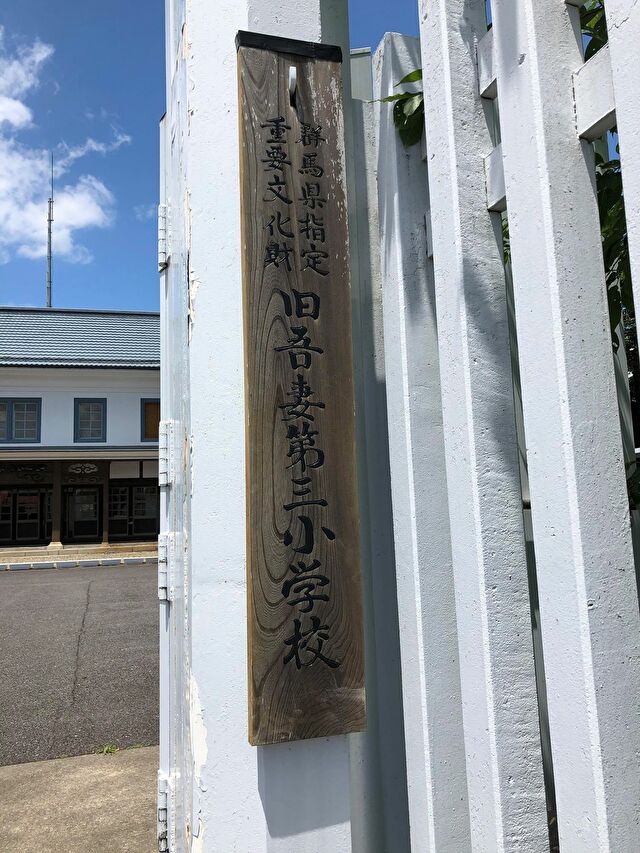 群馬県指定
重要文化財
旧吾妻第三小学校